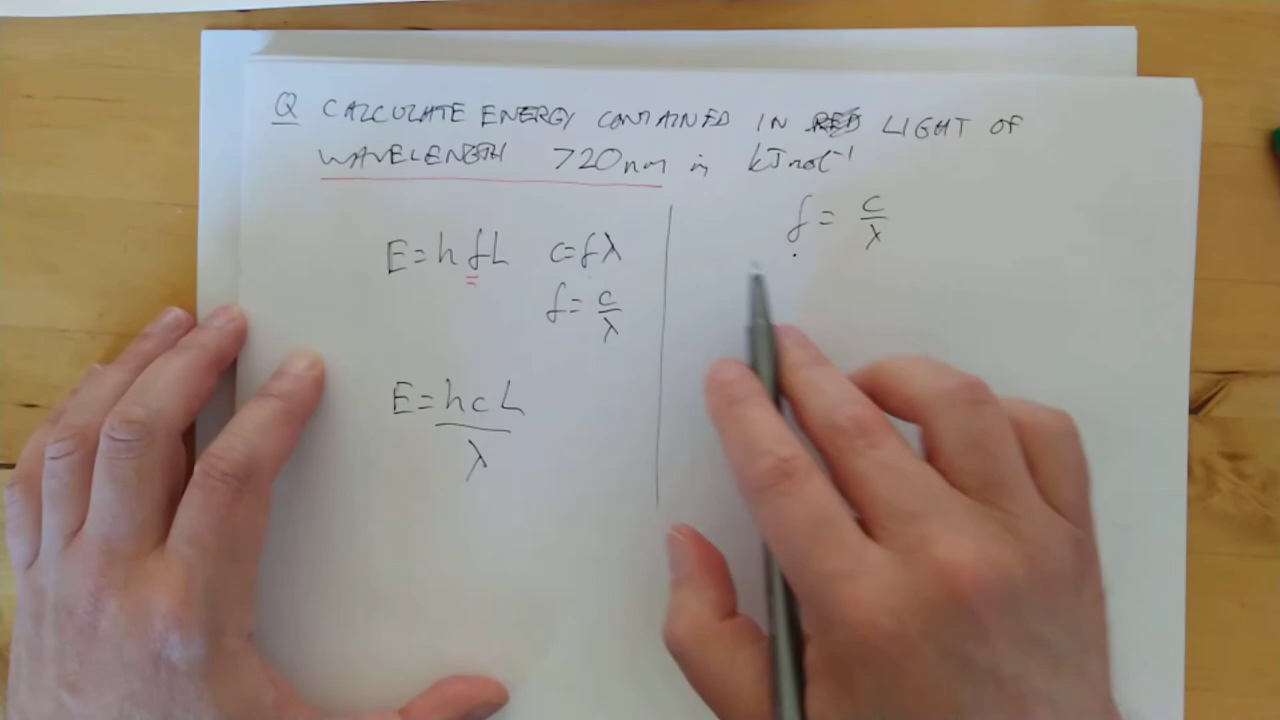 Q CALCULATE ENERGY CONTAINED IN RED LIGHT OF
WAVELENGTH 720nm in kJmol⁻¹
E=hfL
c=fλ
f=c/λ
E=hcL/λ
f=c/λ